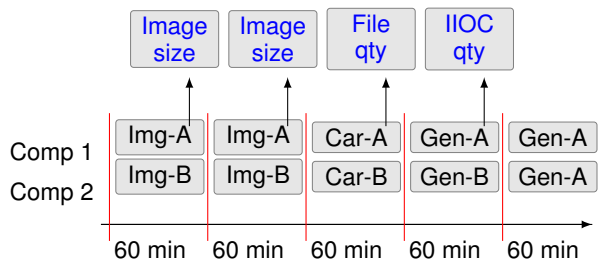 Image size
Image size
File qty
IIOC qty
Comp 1
Img-A
Img-A
Car-A
Gen-A
Gen-A
Comp 2
Img-B
Img-B
Car-B
Gen-B
Gen-A
60 min
60 min
60 min
60 min
60 min